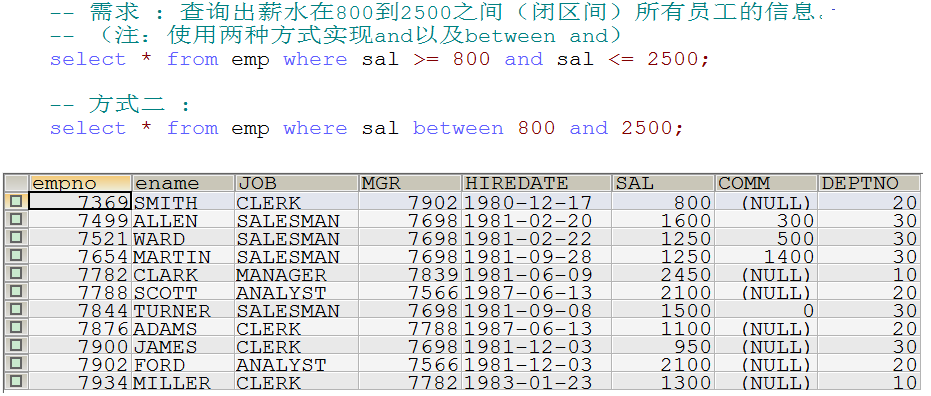 -- 需求 : 查询出薪水在800到2500之间（闭区间）所有员工的信息。
-- （注：使用两种方式实现and以及between and）
select * from emp where sal >= 800 and sal <= 2500;
-- 方式二 :
select * from emp where sal between 800 and 2500;
empno ename JOB MGR HIREDATE SAL COMM DEPTNO
7369 SMITH CLERK 7902 1980-12-17 800 (NULL) 20
7499 ALLEN SALESMAN 7698 1981-02-20 1600 300 30
7521 WARD SALESMAN 7698 1981-02-22 1250 500 30
7654 MARTIN SALESMAN 7698 1981-09-28 1250 1400 30
7782 CLARK MANAGER 7839 1981-06-09 2450 (NULL) 10
7788 SCOTT ANALYST 7566 1987-06-13 2100 (NULL) 20
7844 TURNER SALESMAN 7698 1981-09-08 1500 0 30
7876 ADAMS CLERK 7788 1987-06-13 1100 (NULL) 20
7900 JAMES CLERK 7698 1981-12-03 950 (NULL) 30
7902 FORD ANALYST 7566 1981-12-03 2100 (NULL) 20
7934 MILLER CLERK 7782 1983-01-23 1300 (NULL) 10